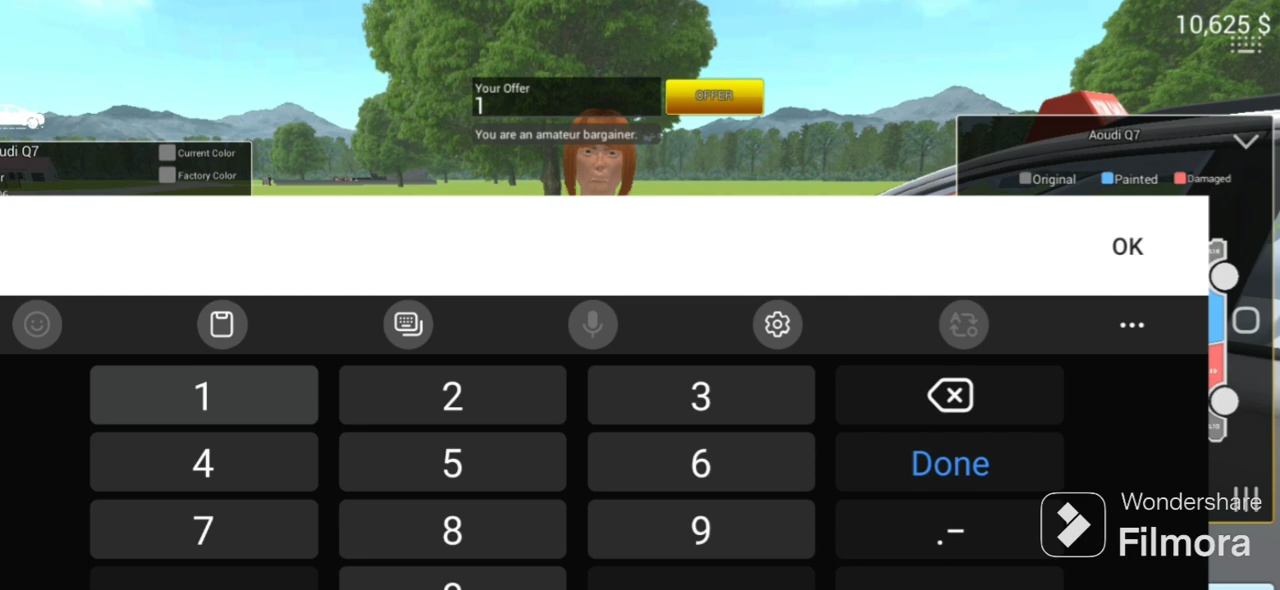 10,625 $
Your Offer
1
OFFER
You are an amateur bargainer.
Aoudi Q7
udi Q7
Current Color
Factory Color
Original
Painted
Damaged
OK
1
2
3
4
5
6
Done
7
8
9
.-
Wondershare
Filmora